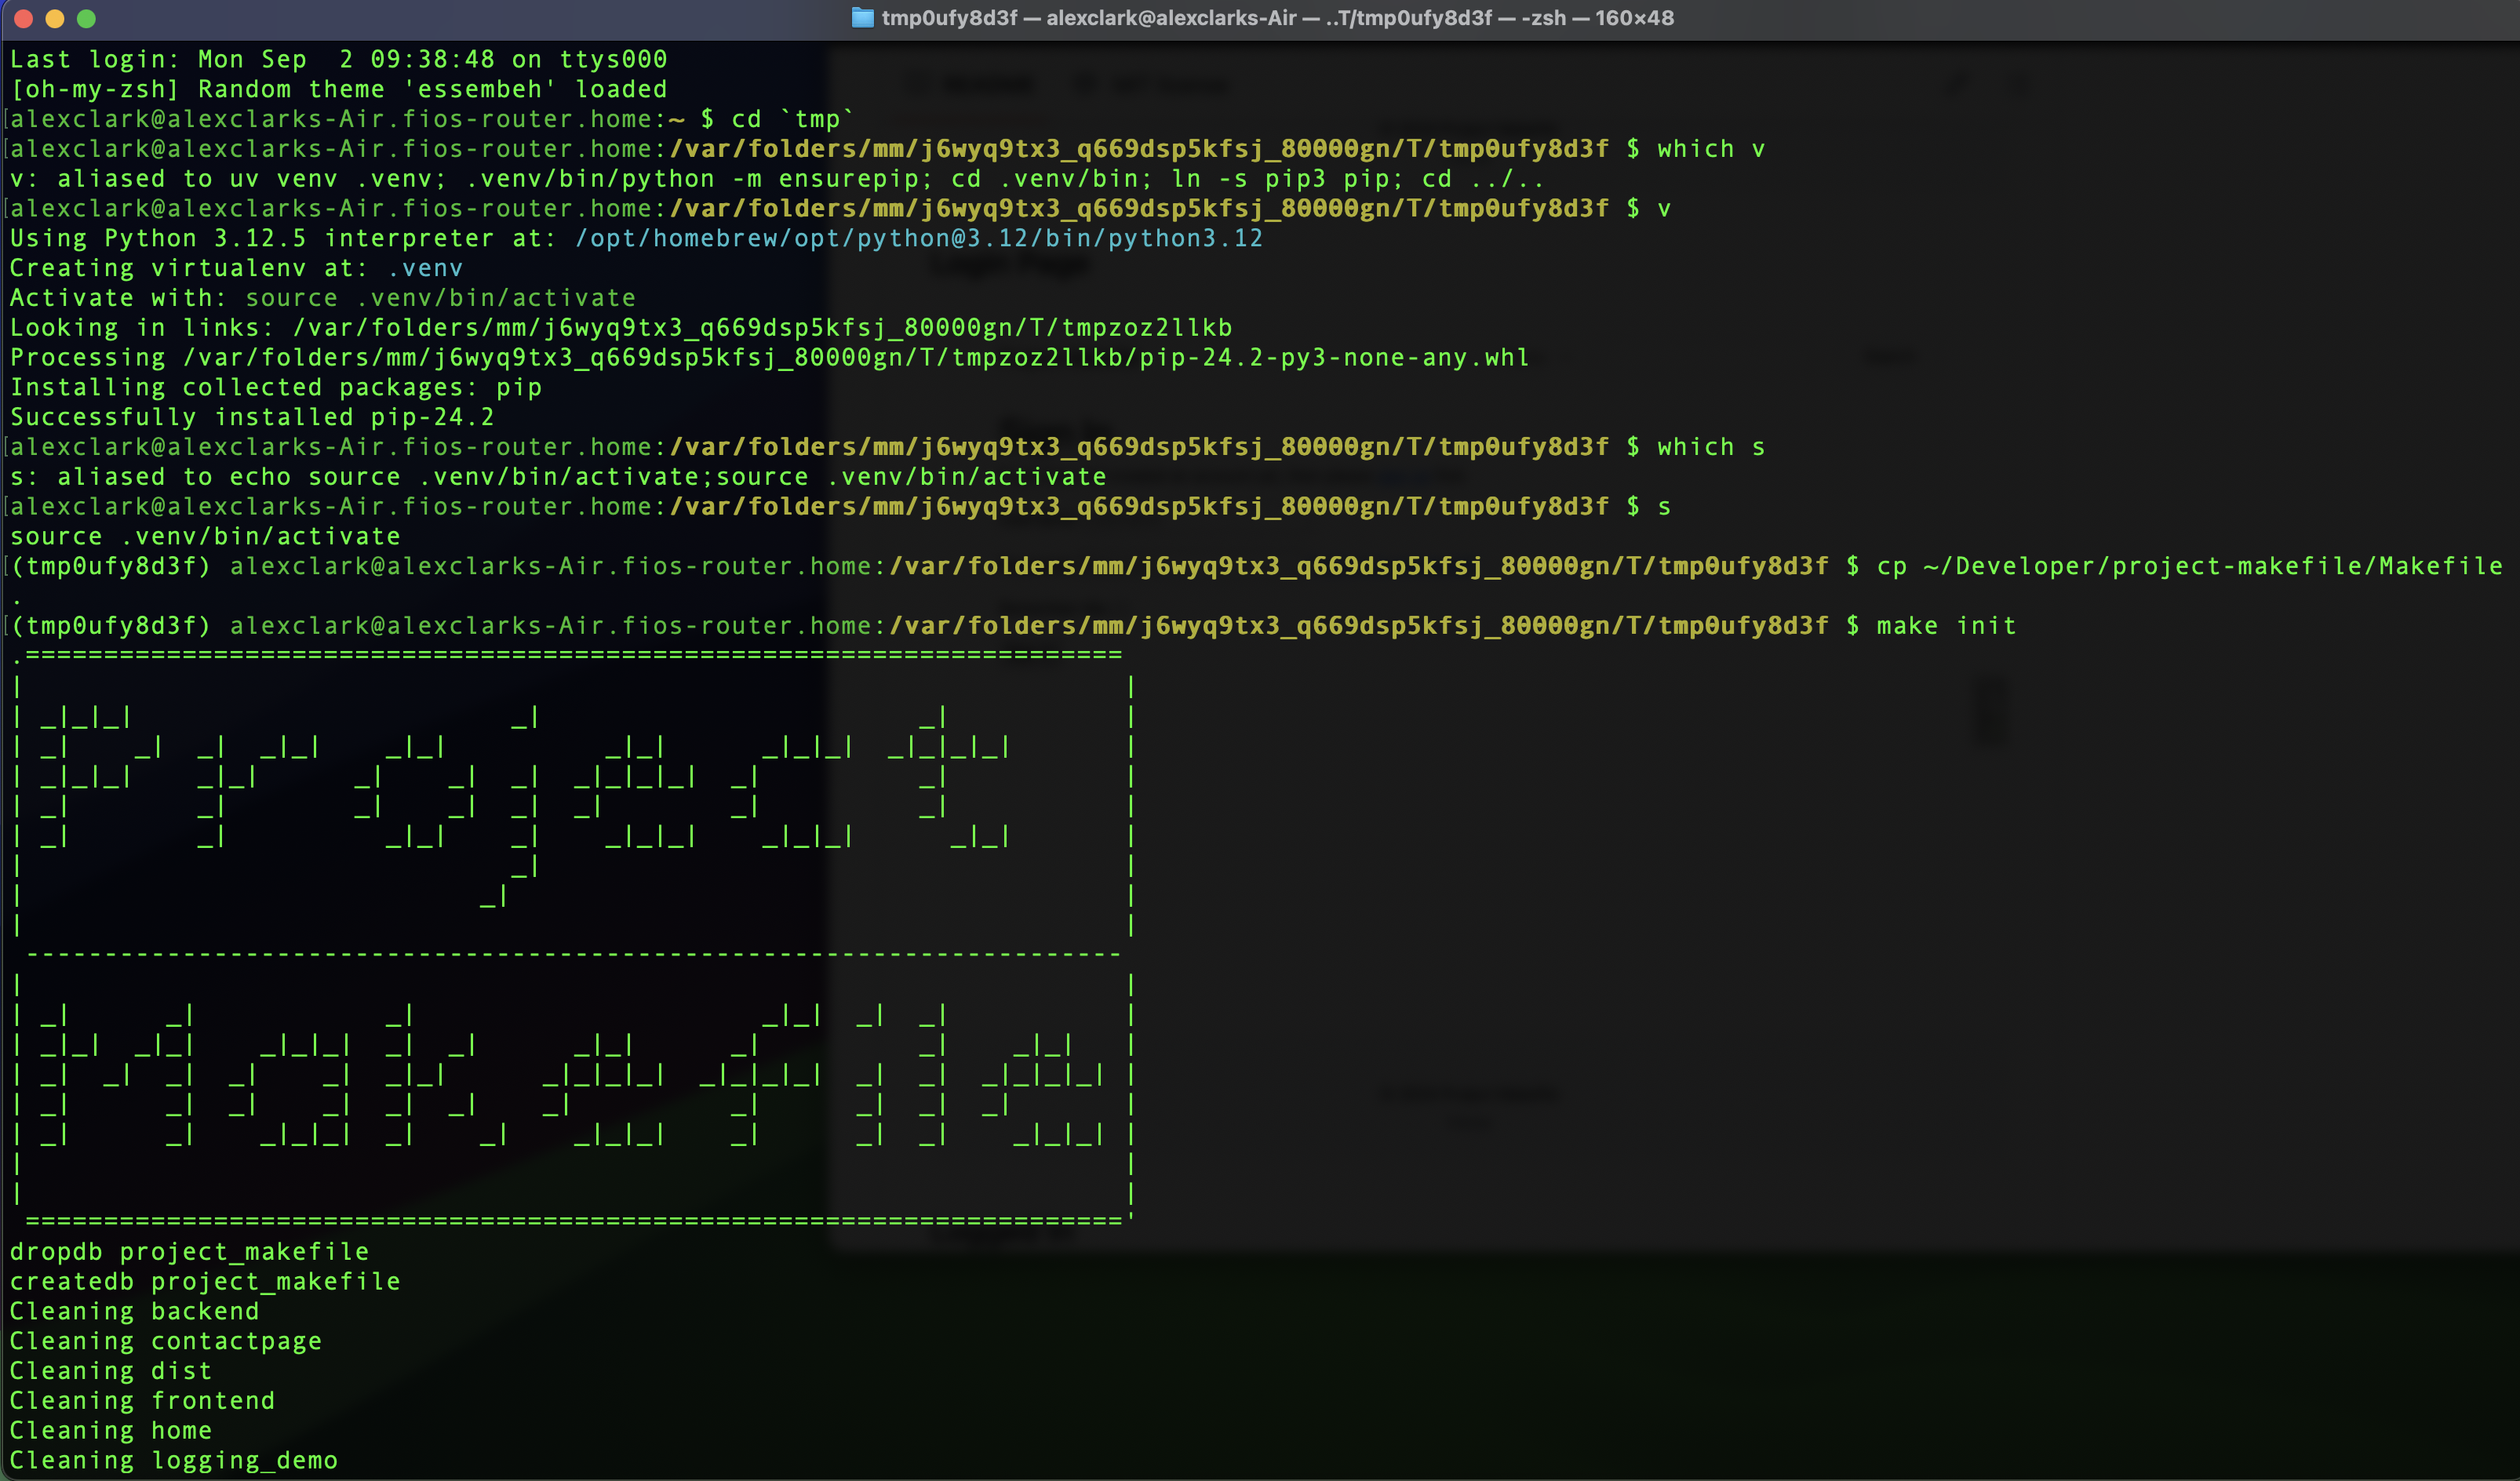 tmp0ufy8d3f — alexclark@alexclarks-Air — ..T/tmp0ufy8d3f — -zsh — 160×48
Last login: Mon Sep  2 09:38:48 on ttys000
[oh-my-zsh] Random theme 'essembeh' loaded
[alexclark@alexclarks-Air.fios-router.home:~ $ cd `tmp`
[alexclark@alexclarks-Air.fios-router.home:/var/folders/mm/j6wyq9tx3_q669dsp5kfsj_80000gn/T/tmp0ufy8d3f $ which v
v: aliased to uv venv .venv; .venv/bin/python -m ensurepip; cd .venv/bin; ln -s pip3 pip; cd ../..
[alexclark@alexclarks-Air.fios-router.home:/var/folders/mm/j6wyq9tx3_q669dsp5kfsj_80000gn/T/tmp0ufy8d3f $ v
Using Python 3.12.5 interpreter at: /opt/homebrew/opt/python@3.12/bin/python3.12
Creating virtualenv at: .venv
Activate with: source .venv/bin/activate
Looking in links: /var/folders/mm/j6wyq9tx3_q669dsp5kfsj_80000gn/T/tmpzoz2llkb
Processing /var/folders/mm/j6wyq9tx3_q669dsp5kfsj_80000gn/T/tmpzoz2llkb/pip-24.2-py3-none-any.whl
Installing collected packages: pip
Successfully installed pip-24.2
[alexclark@alexclarks-Air.fios-router.home:/var/folders/mm/j6wyq9tx3_q669dsp5kfsj_80000gn/T/tmp0ufy8d3f $ which s
s: aliased to echo source .venv/bin/activate;source .venv/bin/activate
[alexclark@alexclarks-Air.fios-router.home:/var/folders/mm/j6wyq9tx3_q669dsp5kfsj_80000gn/T/tmp0ufy8d3f $ s
source .venv/bin/activate
[(tmp0ufy8d3f) alexclark@alexclarks-Air.fios-router.home:/var/folders/mm/j6wyq9tx3_q669dsp5kfsj_80000gn/T/tmp0ufy8d3f $ cp ~/Developer/project-makefile/Makefile
.
[(tmp0ufy8d3f) alexclark@alexclarks-Air.fios-router.home:/var/folders/mm/j6wyq9tx3_q669dsp5kfsj_80000gn/T/tmp0ufy8d3f $ make init
Project
Makefile
dropdb project_makefile
createdb project_makefile
Cleaning backend
Cleaning contactpage
Cleaning dist
Cleaning frontend
Cleaning home
Cleaning logging_demo